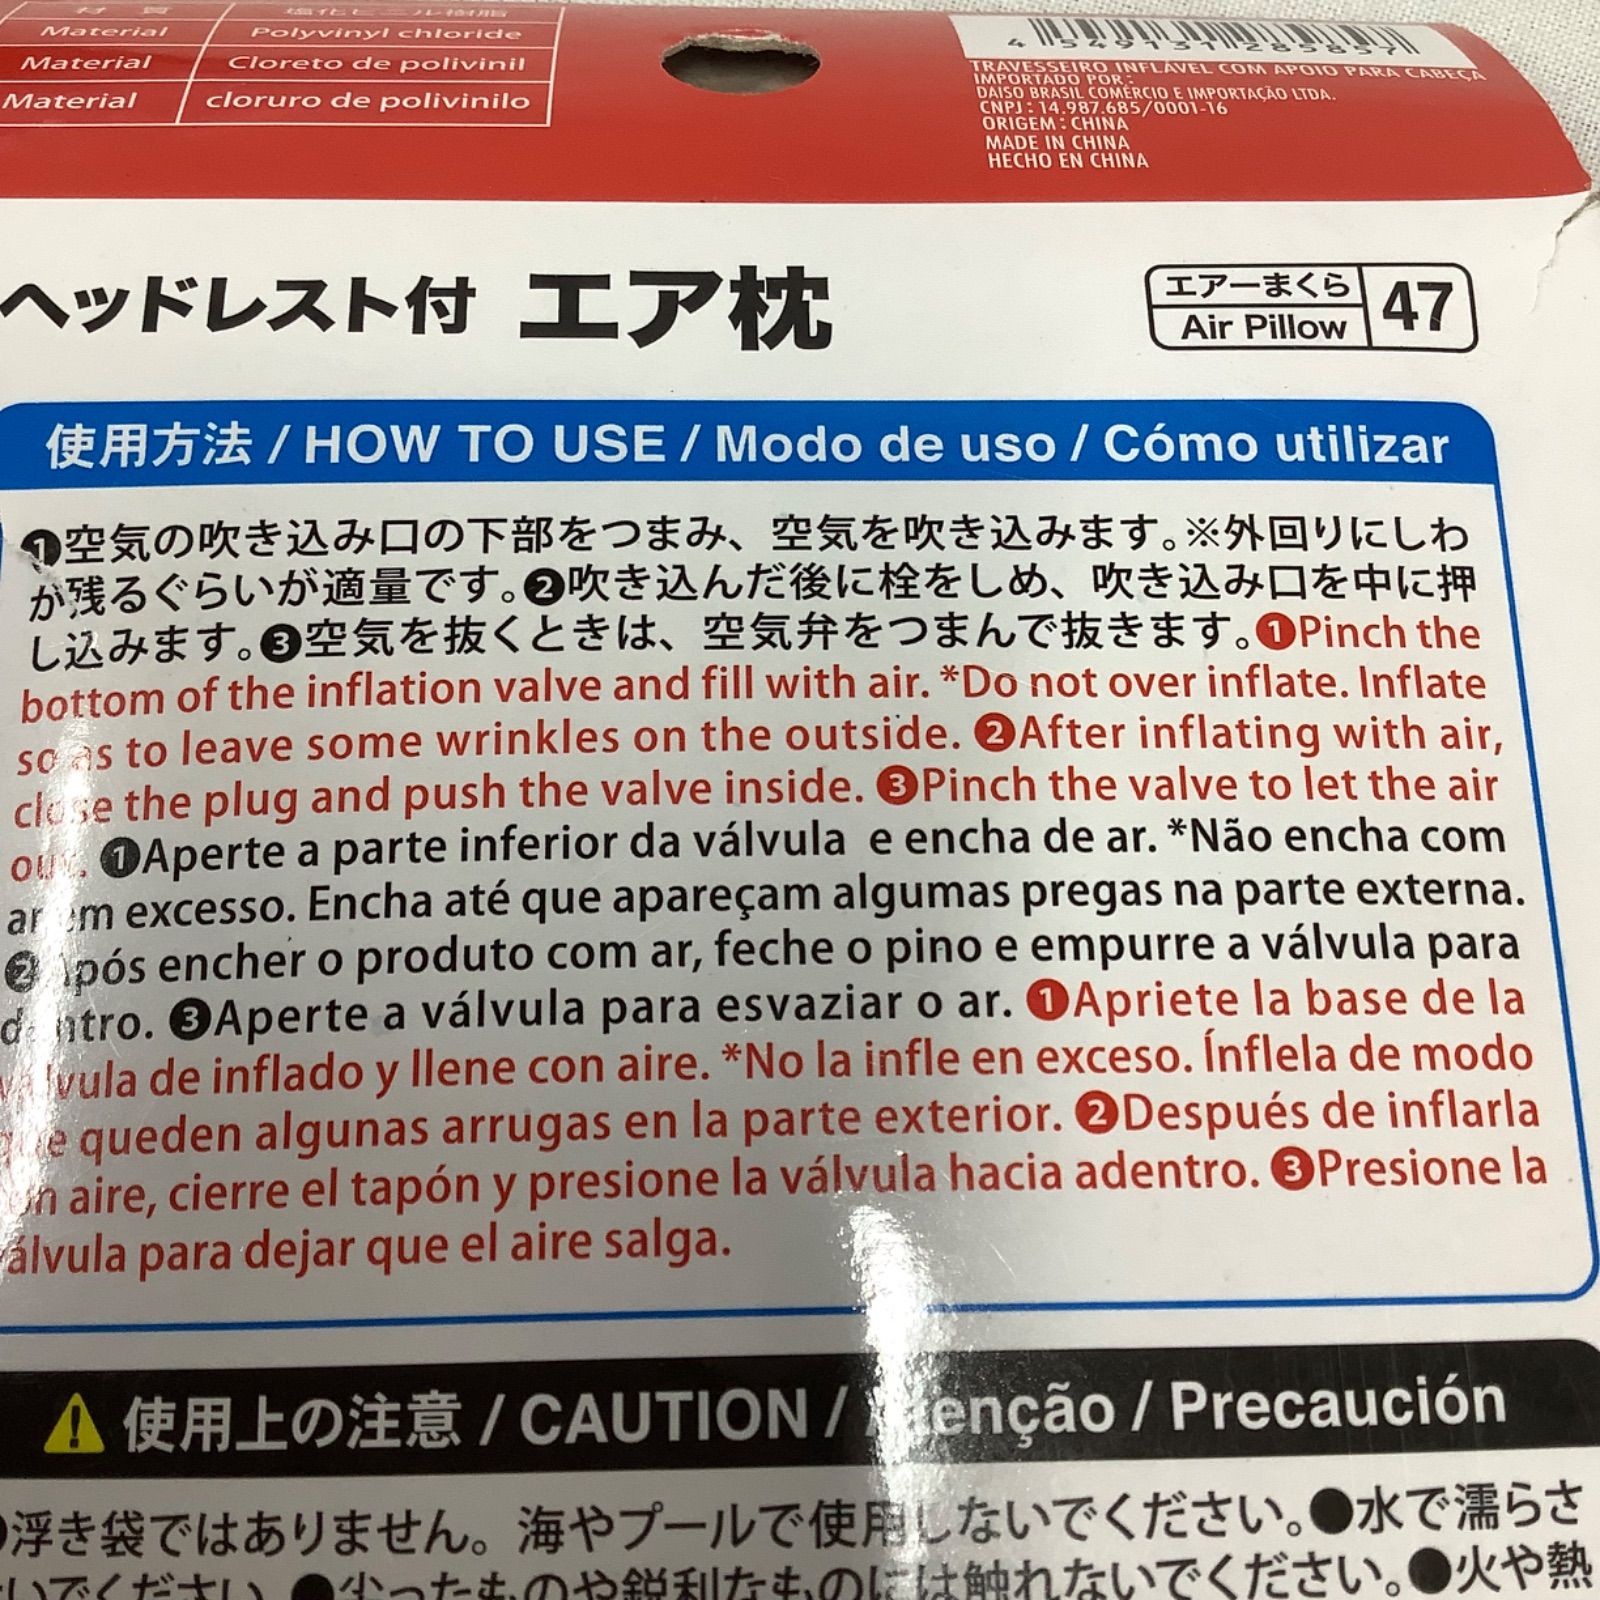 材質 塩化ビニル樹脂
Material Polyvinyl chloride
Material Cloreto de polivinil
Material cloruro de polivinilo
4 549131 285857
TRAVESSEIRO INFLÁVEL COM APOIO PARA CABEÇA
IMPORTADO POR:
DAISO BRASIL COMÉRCIO E IMPORTAÇÃO LTDA.
CNPJ: 14.987.685/0001-16
ORIGEM: CHINA
MADE IN CHINA
HECHO EN CHINA
ヘッドレスト付 エア枕
エアーまくら
Air Pillow
47
使用方法 / HOW TO USE / Modo de uso / Cómo utilizar
❶空気の吹き込み口の下部をつまみ、空気を吹き込みます。※外回りにしわ
が残るぐらいが適量です。❷吹き込んだ後に栓をしめ、吹き込み口を中に押
し込みます。❸空気を抜くときは、空気弁をつまんで抜きます。❶Pinch the
bottom of the inflation valve and fill with air. *Do not over inflate. Inflate
so as to leave some wrinkles on the outside. ❷After inflating with air,
close the plug and push the valve inside. ❸Pinch the valve to let the air
out. ❶Aperte a parte inferior da válvula e encha de ar. *Não encha com
ar em excesso. Encha até que apareçam algumas pregas na parte externa.
❷Após encher o produto com ar, feche o pino e empurre a válvula para
dentro. ❸Aperte a válvula para esvaziar o ar. ❶Apriete la base de la
válvula de inflado y llene con aire. *No la infle en exceso. Ínflela de modo
que queden algunas arrugas en la parte exterior. ❷Después de inflarla
con aire, cierre el tapón y presione la válvula hacia adentro. ❸Presione la
válvula para dejar que el aire salga.
使用上の注意 / CAUTION / Atenção / Precaución
●浮き袋ではありません。海やプールで使用しないでください。●水で濡らさ
いでください。●尖ったものや鋭利なものには触れないでください。●火や熱